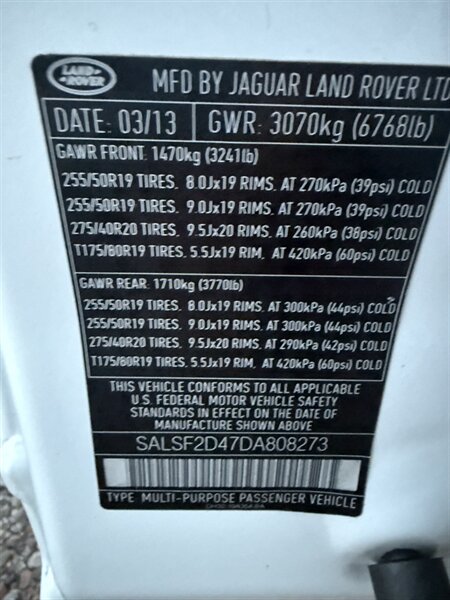 LAND ROVER
MFD BY JAGUAR LAND ROVER LTD
DATE: 03/13 GWR: 3070kg (6768lb)
GAWR FRONT: 1470kg (3241lb)
255/50R19 TIRES, 8.0Jx19 RIMS, AT 270kPa (39psi) COLD
255/50R19 TIRES, 9.0Jx19 RIMS, AT 270kPa (39psi) COLD
275/40R20 TIRES, 9.5Jx20 RIMS, AT 260kPa (38psi) COLD
T175/80R19 TIRES, 5.5Jx19 RIM, AT 420kPa (60psi) COLD
GAWR REAR: 1710kg (3770lb)
255/50R19 TIRES, 8.0Jx19 RIMS, AT 300kPa (44psi) COLD
255/50R19 TIRES, 9.0Jx19 RIMS, AT 300kPa (44psi) COLD
275/40R20 TIRES, 9.5Jx20 RIMS, AT 290kPa (42psi) COLD
T175/80R19 TIRES, 5.5Jx19 RIM, AT 420kPa (60psi) COLD
THIS VEHICLE CONFORMS TO ALL APPLICABLE
U.S. FEDERAL MOTOR VEHICLE SAFETY
STANDARDS IN EFFECT ON THE DATE OF
MANUFACTURE SHOWN ABOVE
SALSF2D47DA808273
TYPE MULTI-PURPOSE PASSENGER VEHICLE